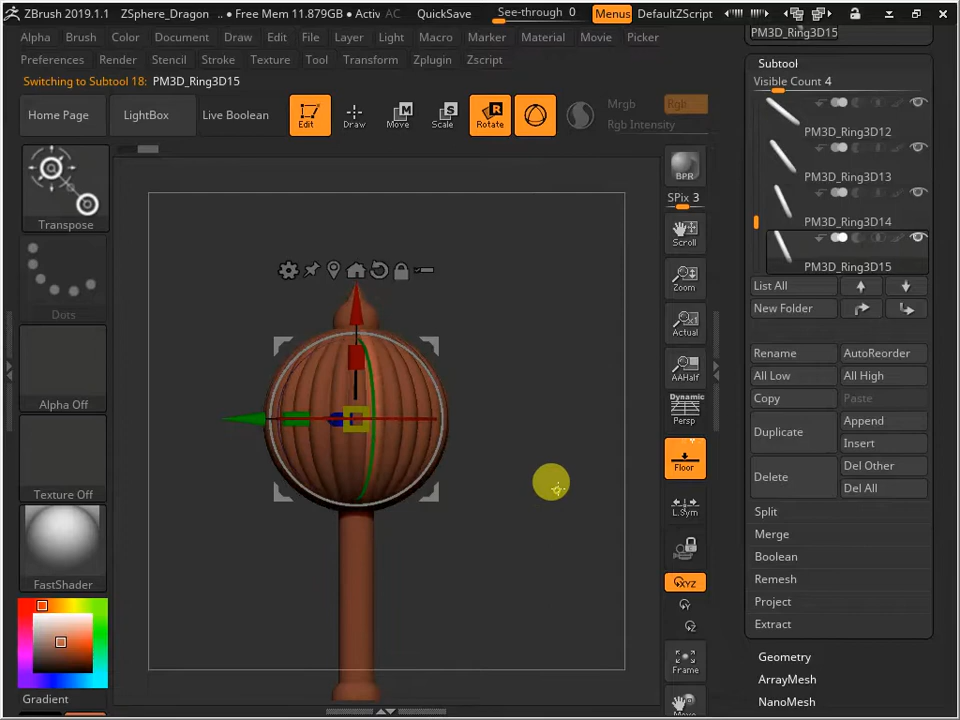 ZBrush 2019.1.1 ZSphere_Dragon .. ● Free Mem 11.879GB ● Activ AC QuickSave See-through 0 Menus DefaultZScript
Alpha Brush Color Document Draw Edit File Layer Light Macro Marker Material Movie Picker
Preferences Render Stencil Stroke Texture Tool Transform Zplugin Zscript
Switching to Subtool 18: PM3D_Ring3D15
Home Page LightBox Live Boolean Edit Draw Move Scale Rotate Mrgb Rgb
Rgb Intensity
Transpose
Dots
Alpha Off
Texture Off
FastShader
Gradient
BPR
SPix 3
Scroll
Zoom
Actual
AAHalf
Dynamic
Persp
Floor
L.Sym
XYZ
Y
Z
Frame
Move
PM3D_Ring3D15
Subtool
Visible Count 4
PM3D_Ring3D12
PM3D_Ring3D13
PM3D_Ring3D14
PM3D_Ring3D15
List All
New Folder
Rename AutoReorder
All Low All High
Copy Paste
Duplicate Append
Insert
Delete Del Other
Del All
Split
Merge
Boolean
Remesh
Project
Extract
Geometry
ArrayMesh
NanoMesh